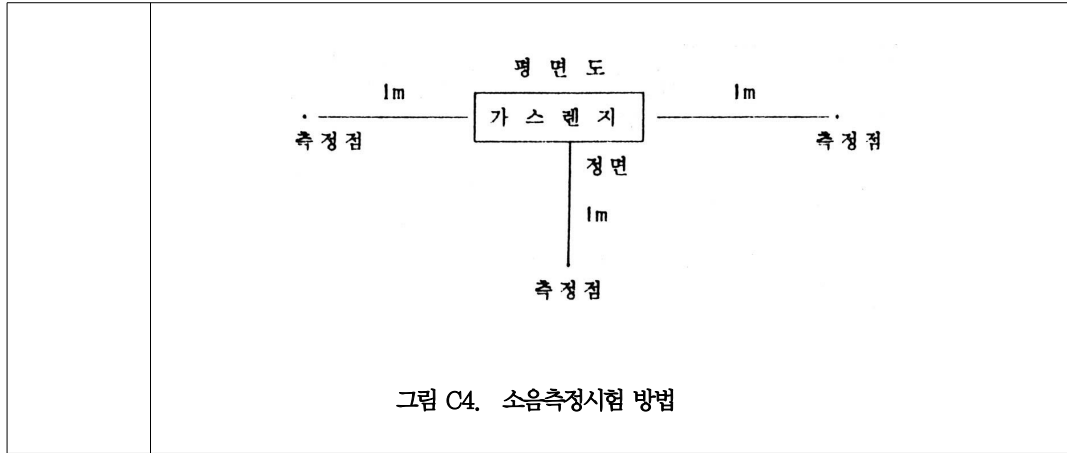 평 면 도
1m
1m
가 스 렌 지
측정점
측정점
정면
1m
측정점
그림 C4. 소음측정시험 방법